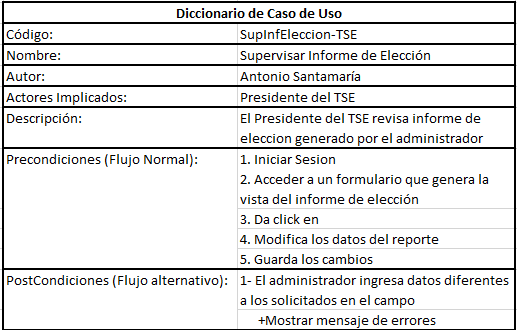 Diccionario de Caso de Uso
Código: SupInfEleccion-TSE
Nombre: Supervisar Informe de Elección
Autor: Antonio Santamaría
Actores Implicados: Presidente del TSE
Descripción: El Presidente del TSE revisa informe de
eleccion generado por el administrador
Precondiciones (Flujo Normal): 1. Iniciar Sesion
2. Acceder a un formulario que genera la
vista del informe de elección
3. Da click en
4. Modifica los datos del reporte
5. Guarda los cambios
PostCondiciones (Flujo alternativo): 1- El administrador ingresa datos diferentes
a los solicitados en el campo
+Mostrar mensaje de errores